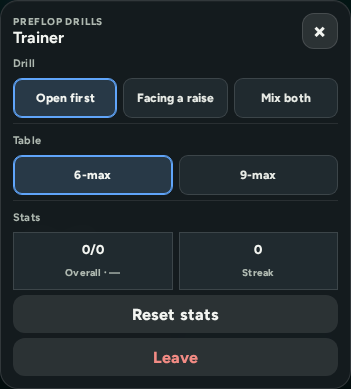 PREFLOP DRILLS
Trainer
×
Drill
Open first
Facing a raise
Mix both
Table
6-max
9-max
Stats
0/0
0
Overall · —
Streak
Reset stats
Leave